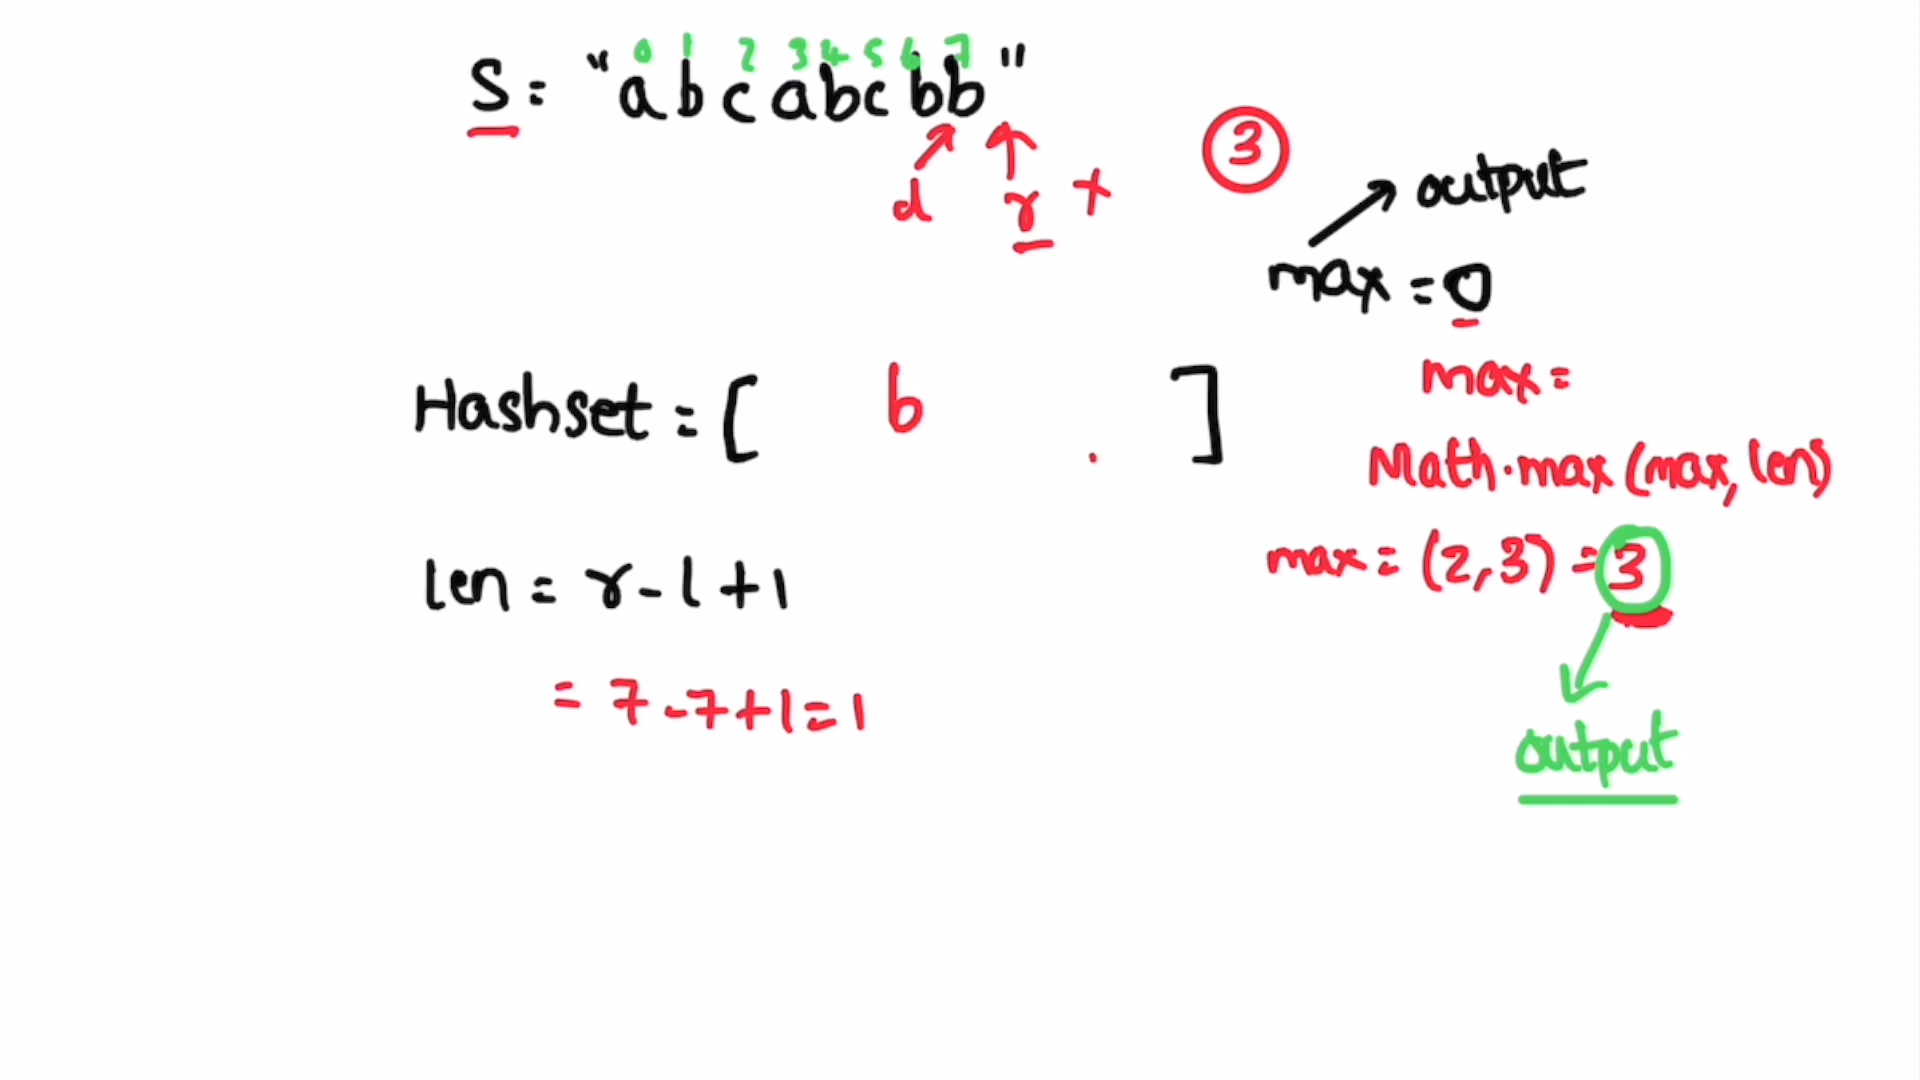 0 1 2 3 4 5 6 7
S = "abcabcbb"
d r x
3
output
max = 0
Hashset = [ b . ]
max =
Math.max(max, len)
max = (2,3) = 3
len = r - l + 1
= 7 - 7 + 1 = 1
output